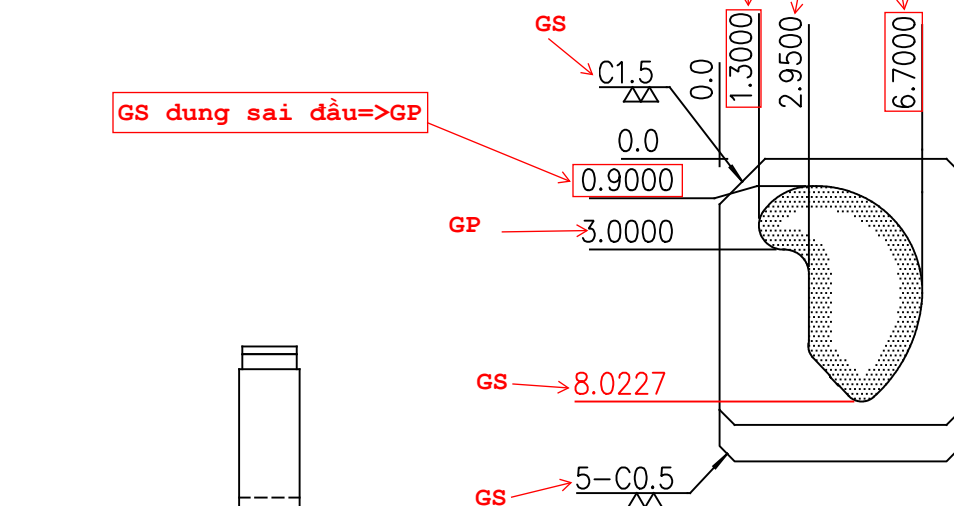 GS
C1.5
0.0
1.3000
2.9500
6.7000
GS dung sai đầu=>GP
0.0
0.9000
GP
3.0000
GS
8.0227
GS
5-C0.5